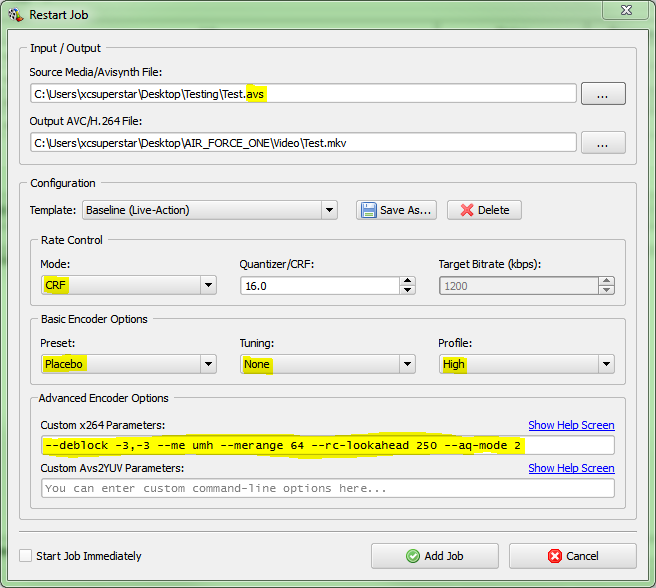 Restart Job
Input / Output
Source Media/Avisynth File:
C:\Users\xcsuperstar\Desktop\Testing\Test.avs
...
Output AVC/H.264 File:
C:\Users\xcsuperstar\Desktop\AIR_FORCE_ONE\Video\Test.mkv
...
Configuration
Template: Baseline (Live-Action) Save As... Delete
Rate Control
Mode: Quantizer/CRF: Target Bitrate (kbps):
CRF 16.0 1200
Basic Encoder Options
Preset: Tuning: Profile:
Placebo None High
Advanced Encoder Options
Custom x264 Parameters: Show Help Screen
--deblock -3,-3 --me umh --merange 64 --rc-lookahead 250 --aq-mode 2
Custom Avs2YUV Parameters: Show Help Screen
You can enter custom command-line options here...
Start Job Immediately Add Job Cancel